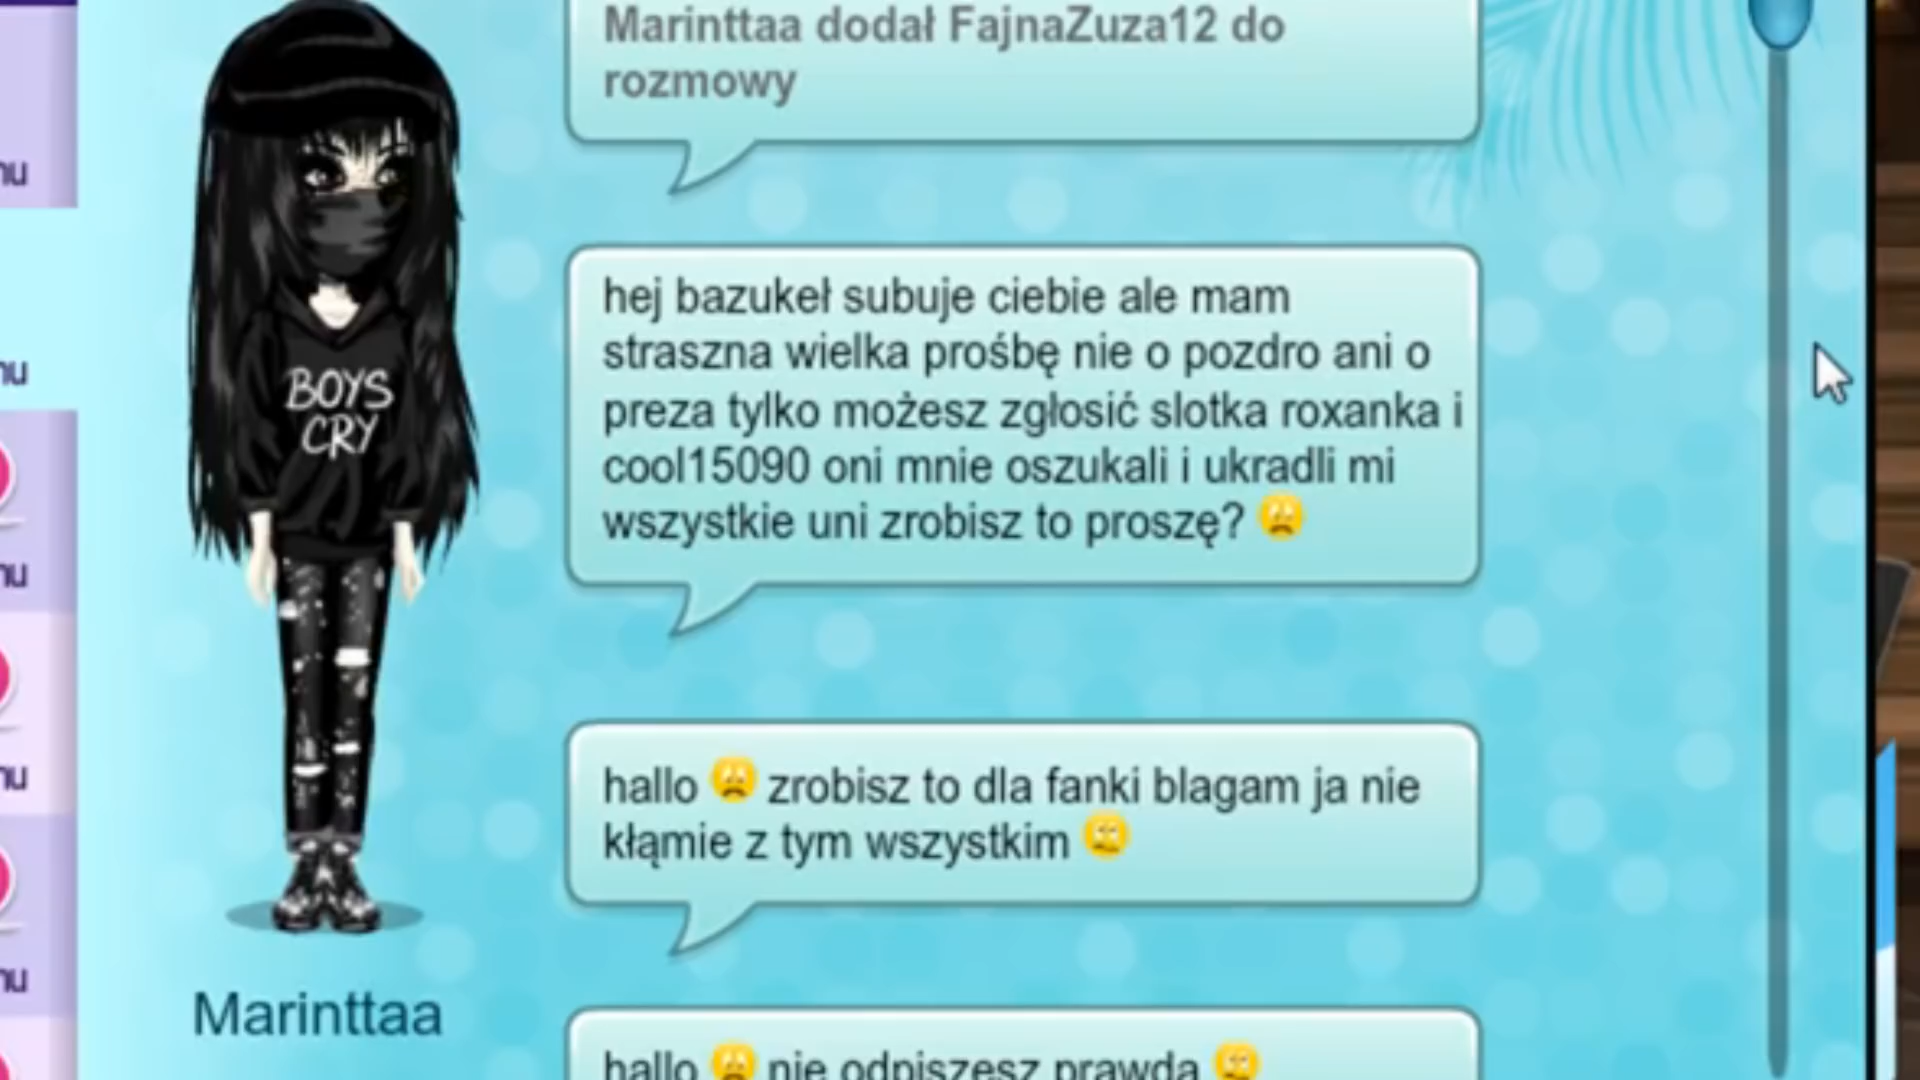 Marinttaa dodał FajnaZuza12 do
rozmowy
hej bazukeł subuje ciebie ale mam
straszna wielka prośbę nie o pozdro ani o
preza tylko możesz zgłosić slotka roxanka i
cool15090 oni mnie oszukali i ukradli mi
wszystkie uni zrobisz to proszę?
BOYS
CRY
hallo zrobisz to dla fanki blagam ja nie
kłąmie z tym wszystkim
Marinttaa
hallo nie odpiszesz prawda